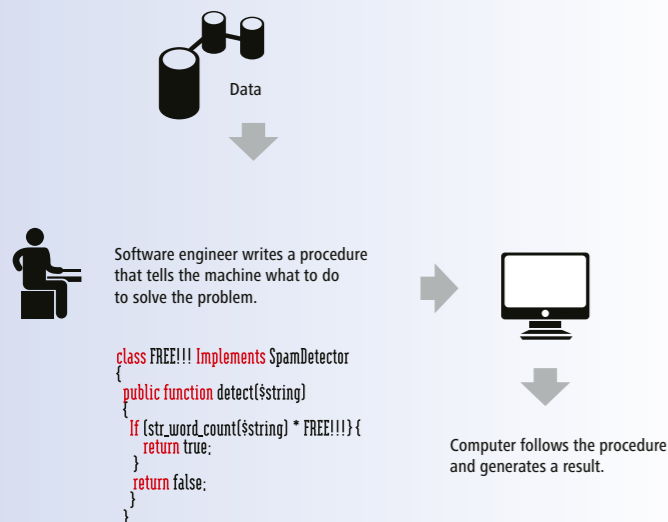 Data
Software engineer writes a procedure
that tells the machine what to do
to solve the problem.
class FREE!!! Implements SpamDetector
{
public function detect($string)
{
If (str_word_count($string) * FREE!!!} {
return true;
}
return false;
}
}
Computer follows the procedure
and generates a result.